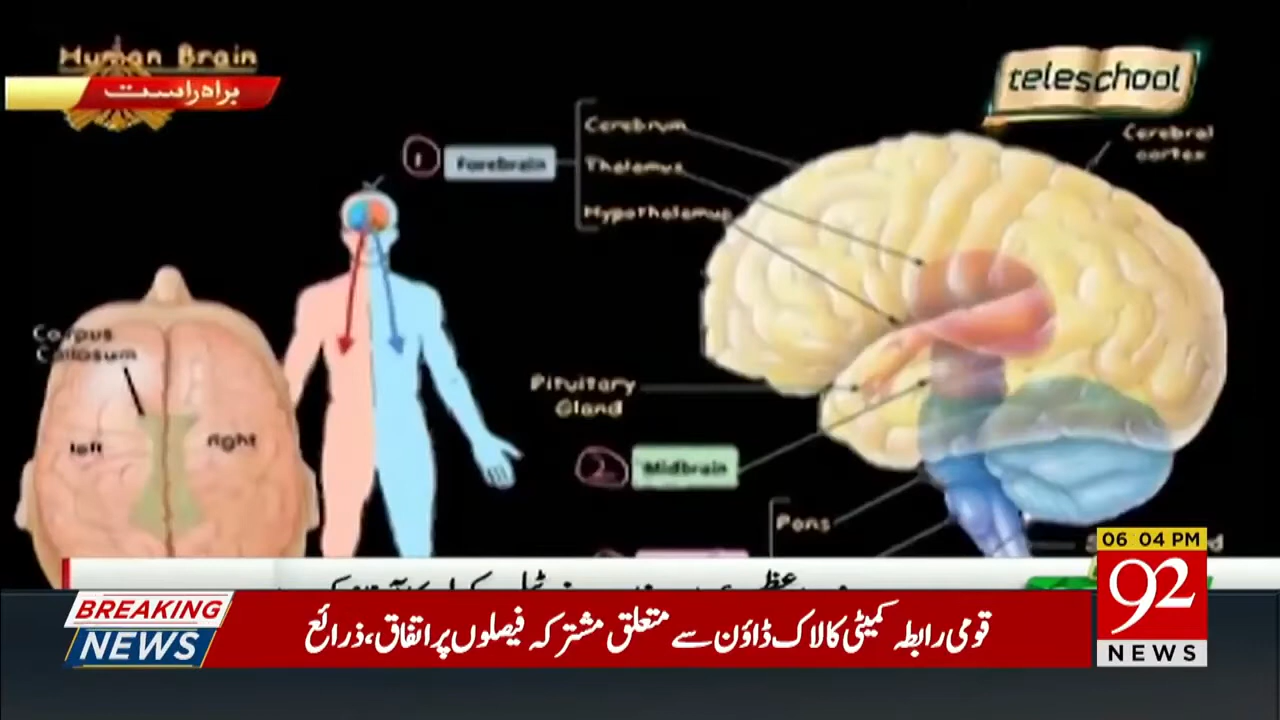 Human Brain
براہ راست
teleschool
Cerebral
cortex
1
Forebrain
Cerebrum
Thalamus
Hypothalamus
Corpus
Callosum
left
right
Pituitary
Gland
2
Midbrain
Pons
06 04 PM
92
NEWS
BREAKING
NEWS
قومی رابطہ کمیٹی کا لاک ڈاؤن سے متعلق مشترکہ فیصلوں پر اتفاق، ذرائع